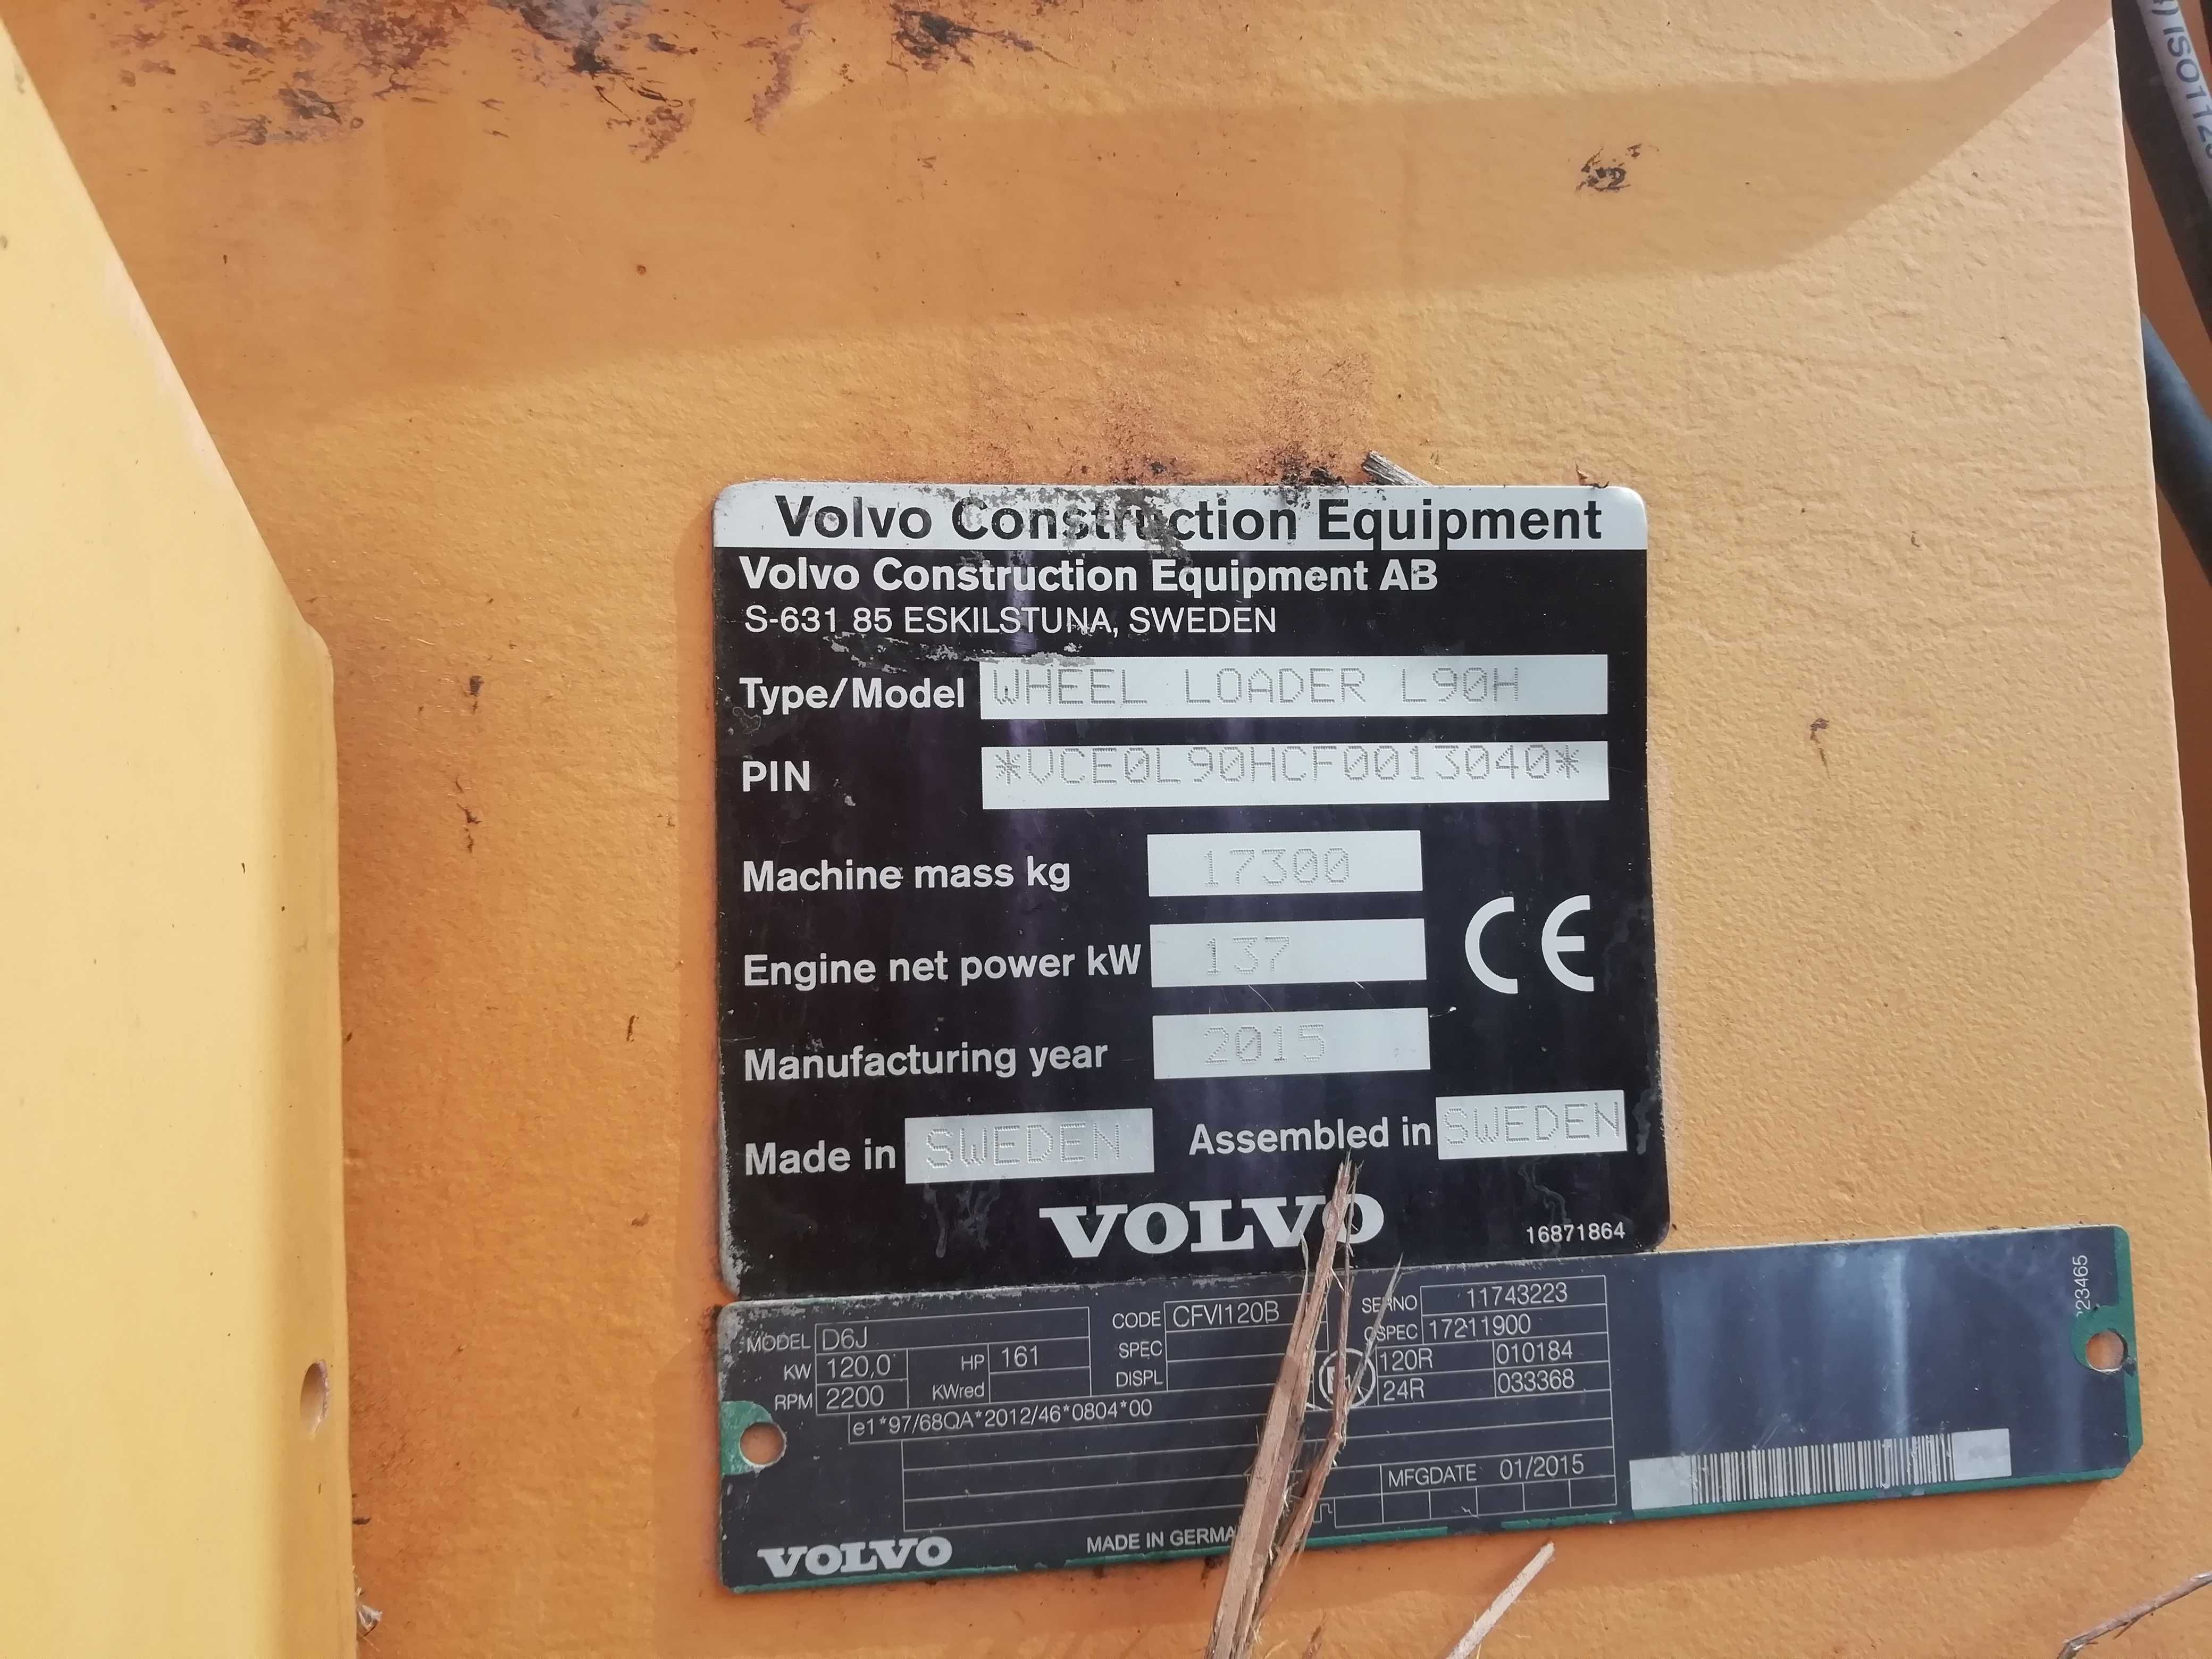 Volvo Construction Equipment
Volvo Construction Equipment AB
S-631 85 ESKILSTUNA, SWEDEN
Type/Model WHEEL LOADER L90H
PIN *VCE0L90HCF0013040*
Machine mass kg 17300
Engine net power kW 137
CE
Manufacturing year 2015
Made in SWEDEN Assembled in SWEDEN
VOLVO 16871864
MODEL D6J CODE CFVI120B SERNO 11743223
KW 120,0 HP 161 SPEC CSPEC 17211900
RPM 2200 KWred DISPL 120R 010184
24R 033368
e1*97/68QA*2012/46*0804*00
MFGDATE 01/2015
VOLVO MADE IN
23465